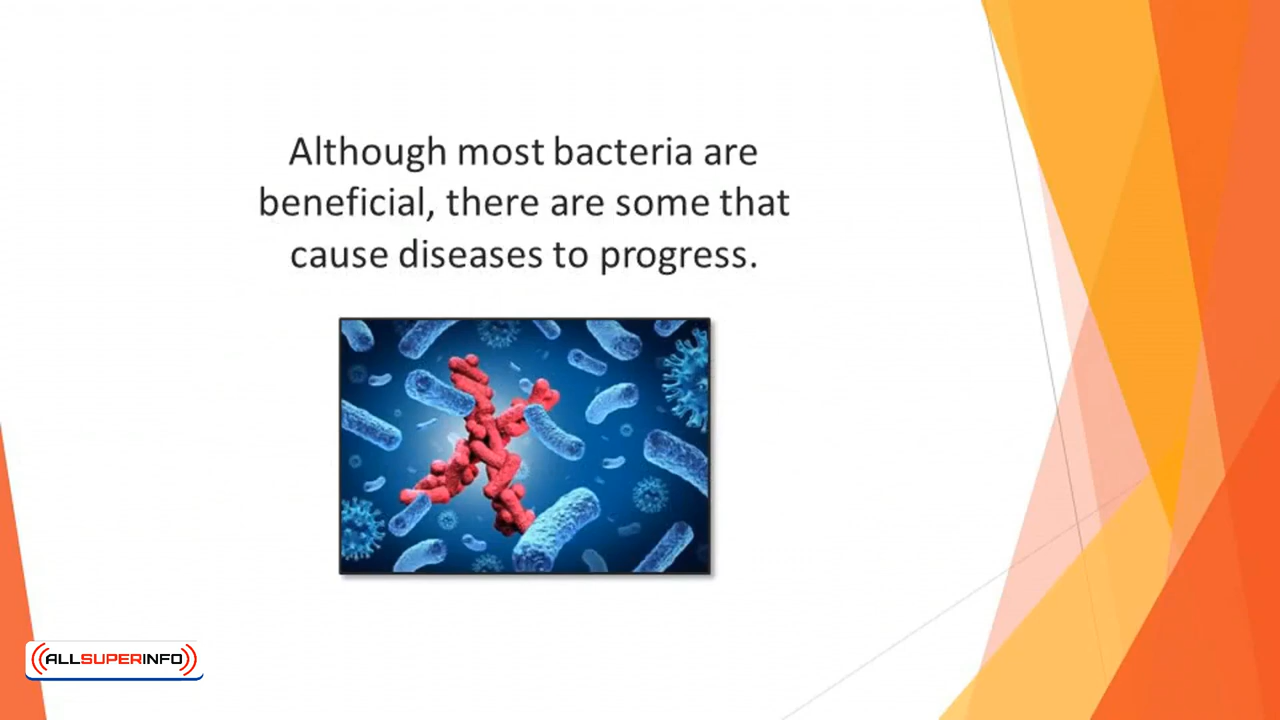 Although most bacteria are
beneficial, there are some that
cause diseases to progress.
ALLSUPERINFO